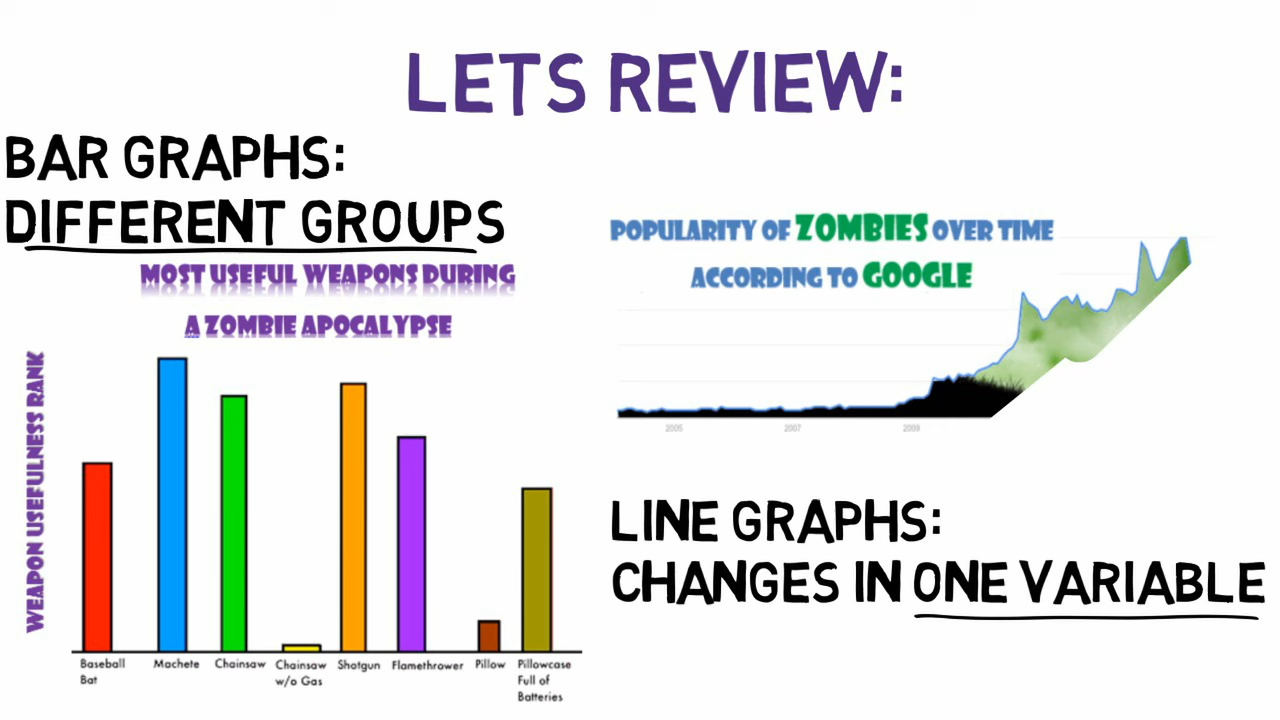 LETS REVIEW:
BAR GRAPHS:
DIFFERENT GROUPS
MOST USEFUL WEAPONS DURING
A ZOMBIE APOCALYPSE
WEAPON USEFULNESS RANK
Baseball
Bat
Machete
Chainsaw
Chainsaw
w/o Gas
Shotgun
Flamethrower
Pillow
Pillowcase
Full of
Batteries
POPULARITY OF ZOMBIES OVER TIME
ACCORDING TO GOOGLE
2005 2007 2009
LINE GRAPHS:
CHANGES IN ONE VARIABLE